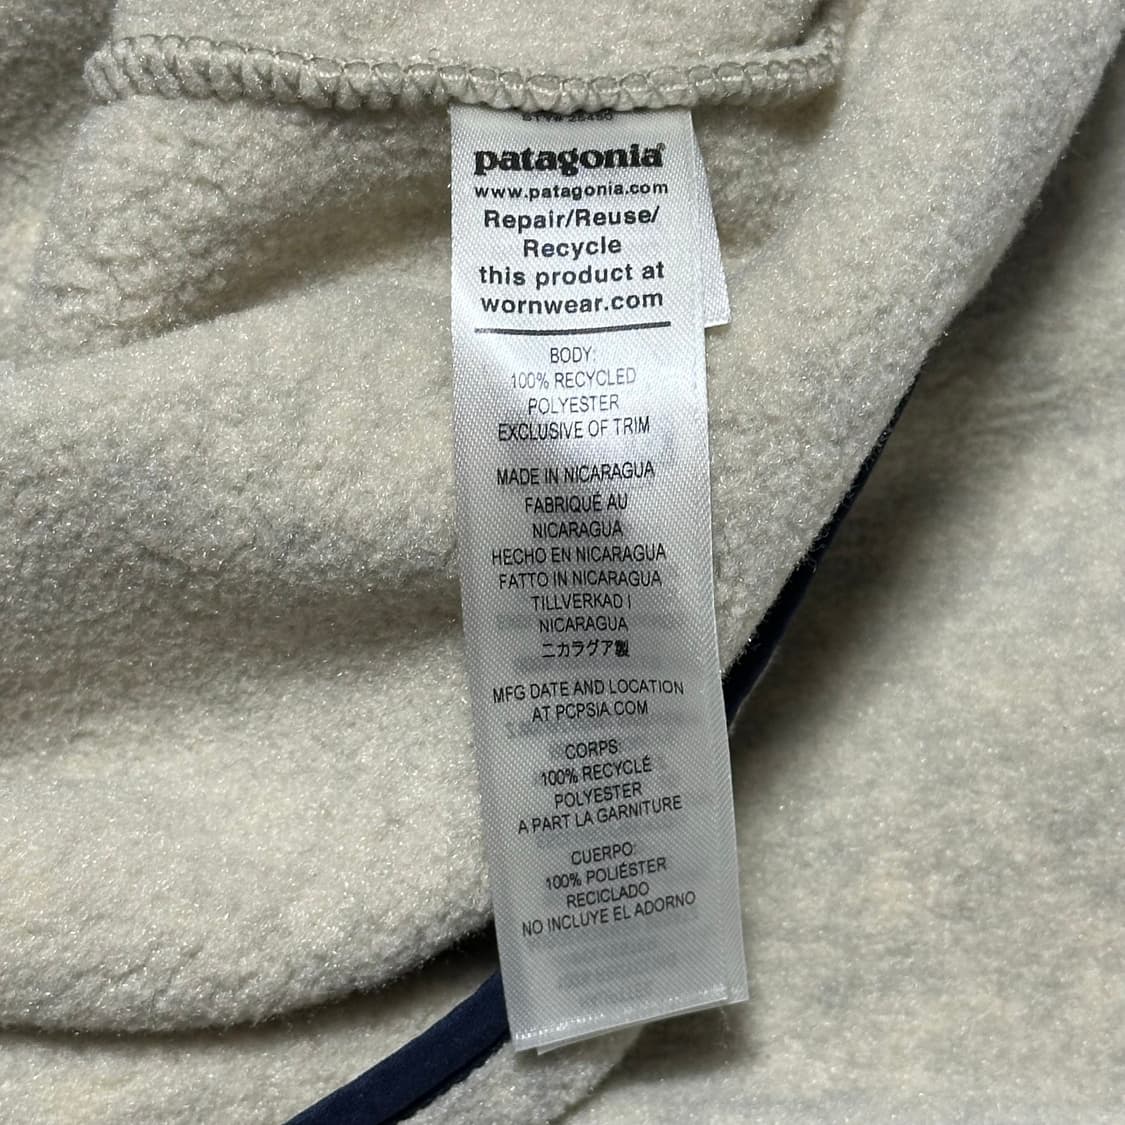 patagonia®
www.patagonia.com
Repair/Reuse/
Recycle
this product at
wornwear.com
BODY:
100% RECYCLED
POLYESTER
EXCLUSIVE OF TRIM
MADE IN NICARAGUA
FABRIQUÉ AU
NICARAGUA
HECHO EN NICARAGUA
FATTO IN NICARAGUA
TILLVERKAD I
NICARAGUA
ニカラグア製
MFG DATE AND LOCATION
AT PCPSIA.COM
CORPS:
100% RECYCLÉ
POLYESTER
A PART LA GARNITURE
CUERPO:
100% POLIÉSTER
RECICLADO
NO INCLUYE EL ADORNO